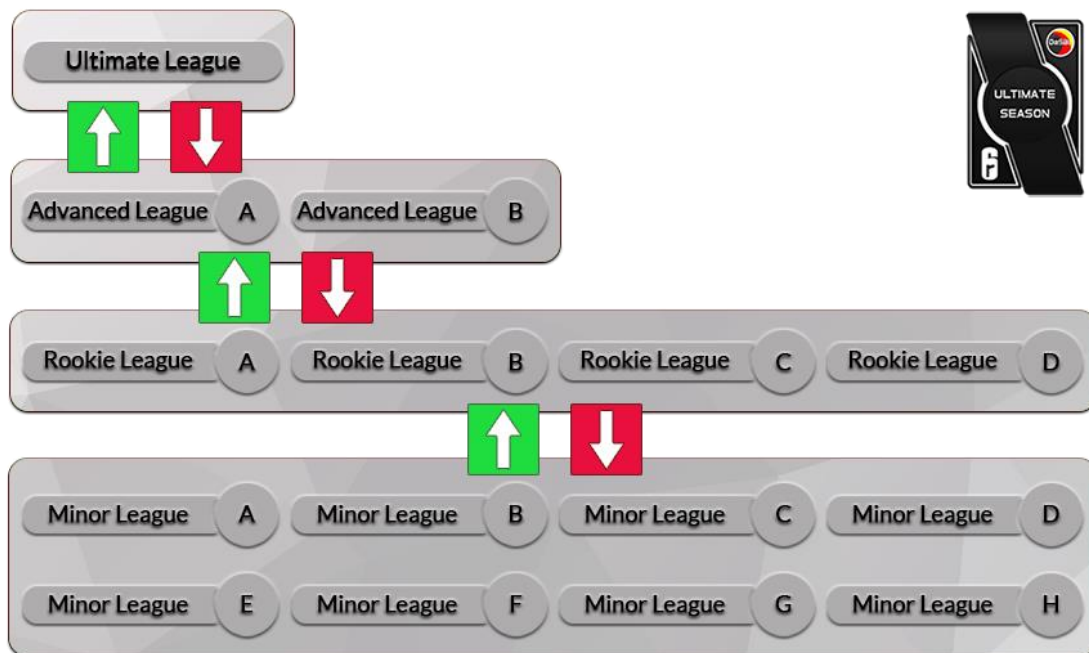 Ultimate League
ULTIMATE
SEASON
Advanced League A Advanced League B
Rookie League A Rookie League B Rookie League C Rookie League D
Minor League A Minor League B Minor League C Minor League D
Minor League E Minor League F Minor League G Minor League H